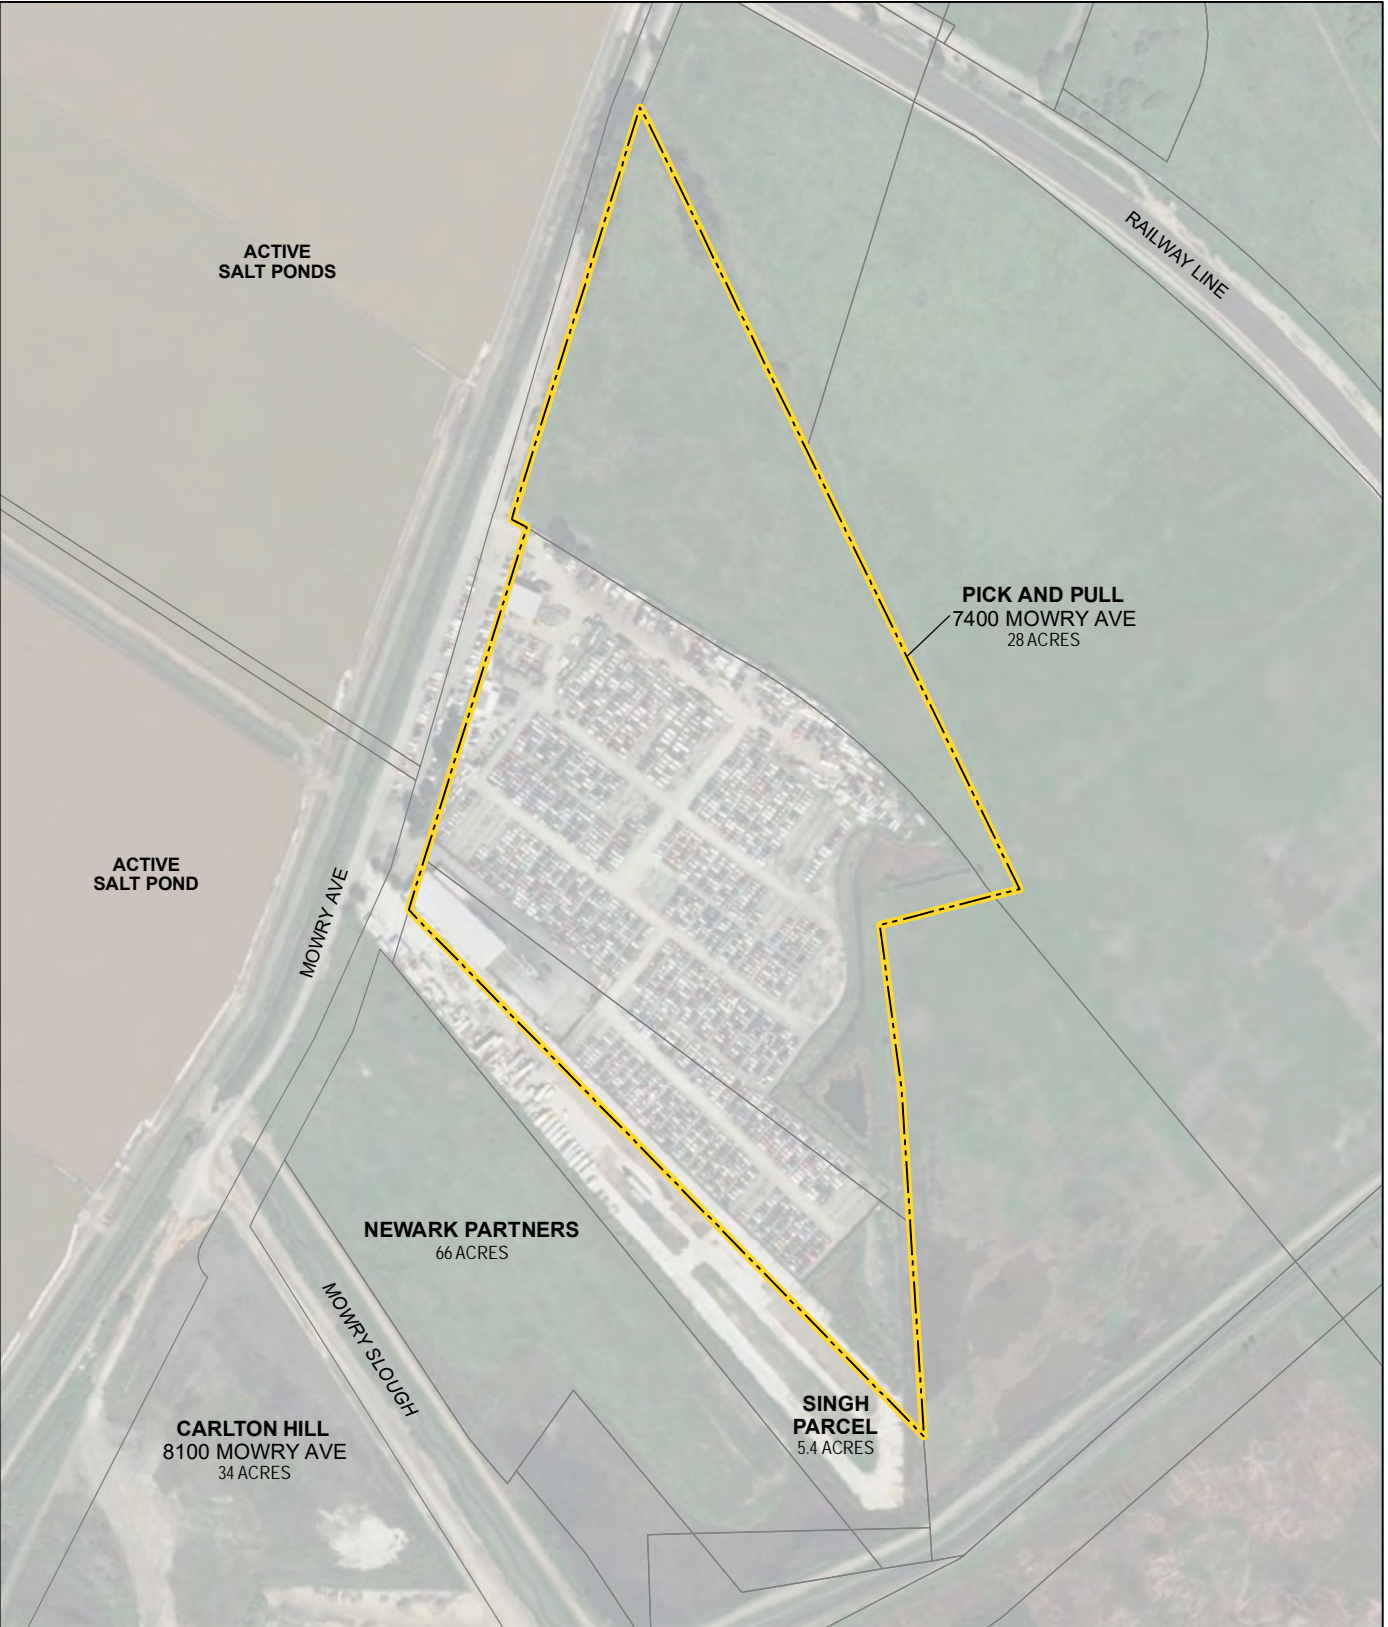 ACTIVE
SALT PONDS
RAILWAY LINE
PICK AND PULL
7400 MOWRY AVE
28 ACRES
ACTIVE
SALT POND
MOWRY AVE
NEWARK PARTNERS
66 ACRES
MOWRY SLOUGH
SINGH
PARCEL
5.4 ACRES
CARLTON HILL
8100 MOWRY AVE
34 ACRES